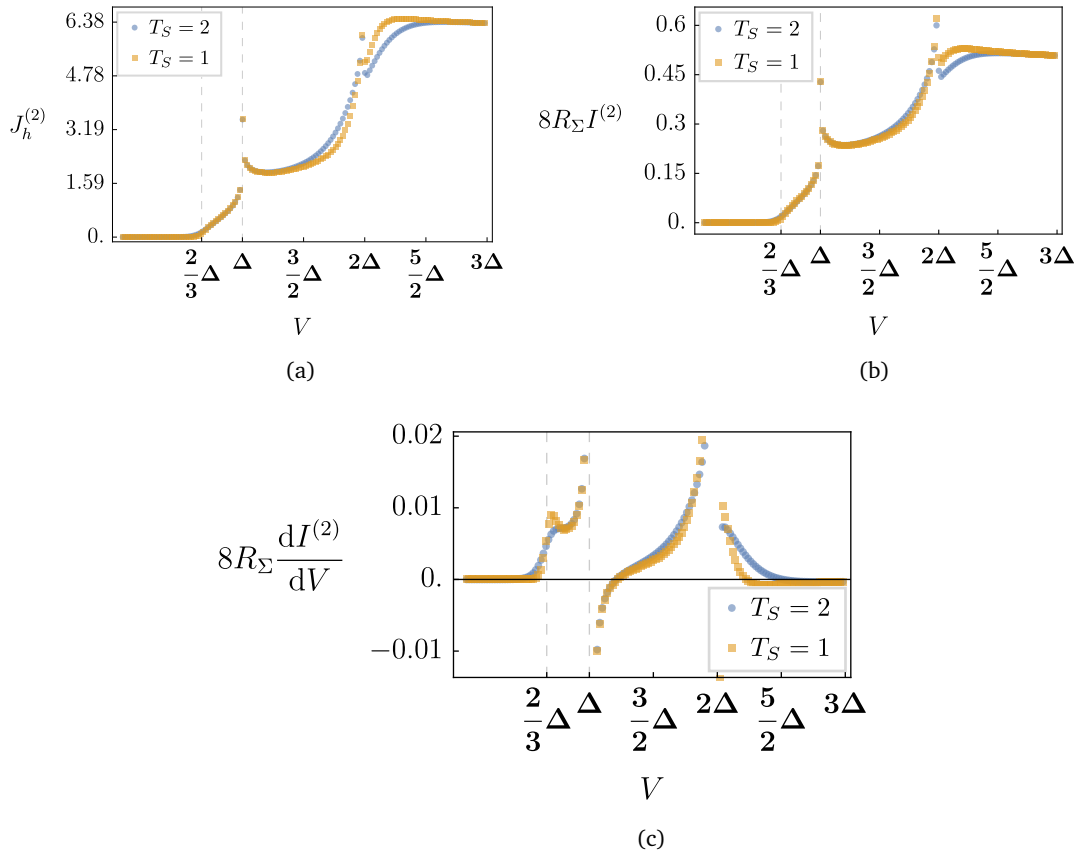 6.38
4.78
3.19
1.59
0.
J_h^{(2)}
T_S = 2
T_S = 1
2/3 Δ Δ 3/2 Δ 2Δ 5/2 Δ 3Δ
V
(a)
0.6
0.45
0.3
0.15
0.
8R_Σ I^{(2)}
T_S = 2
T_S = 1
2/3 Δ Δ 3/2 Δ 2Δ 5/2 Δ 3Δ
V
(b)
0.02
0.01
0.
−0.01
8R_Σ dI^{(2)}/dV
T_S = 2
T_S = 1
2/3 Δ Δ 3/2 Δ 2Δ 5/2 Δ 3Δ
V
(c)